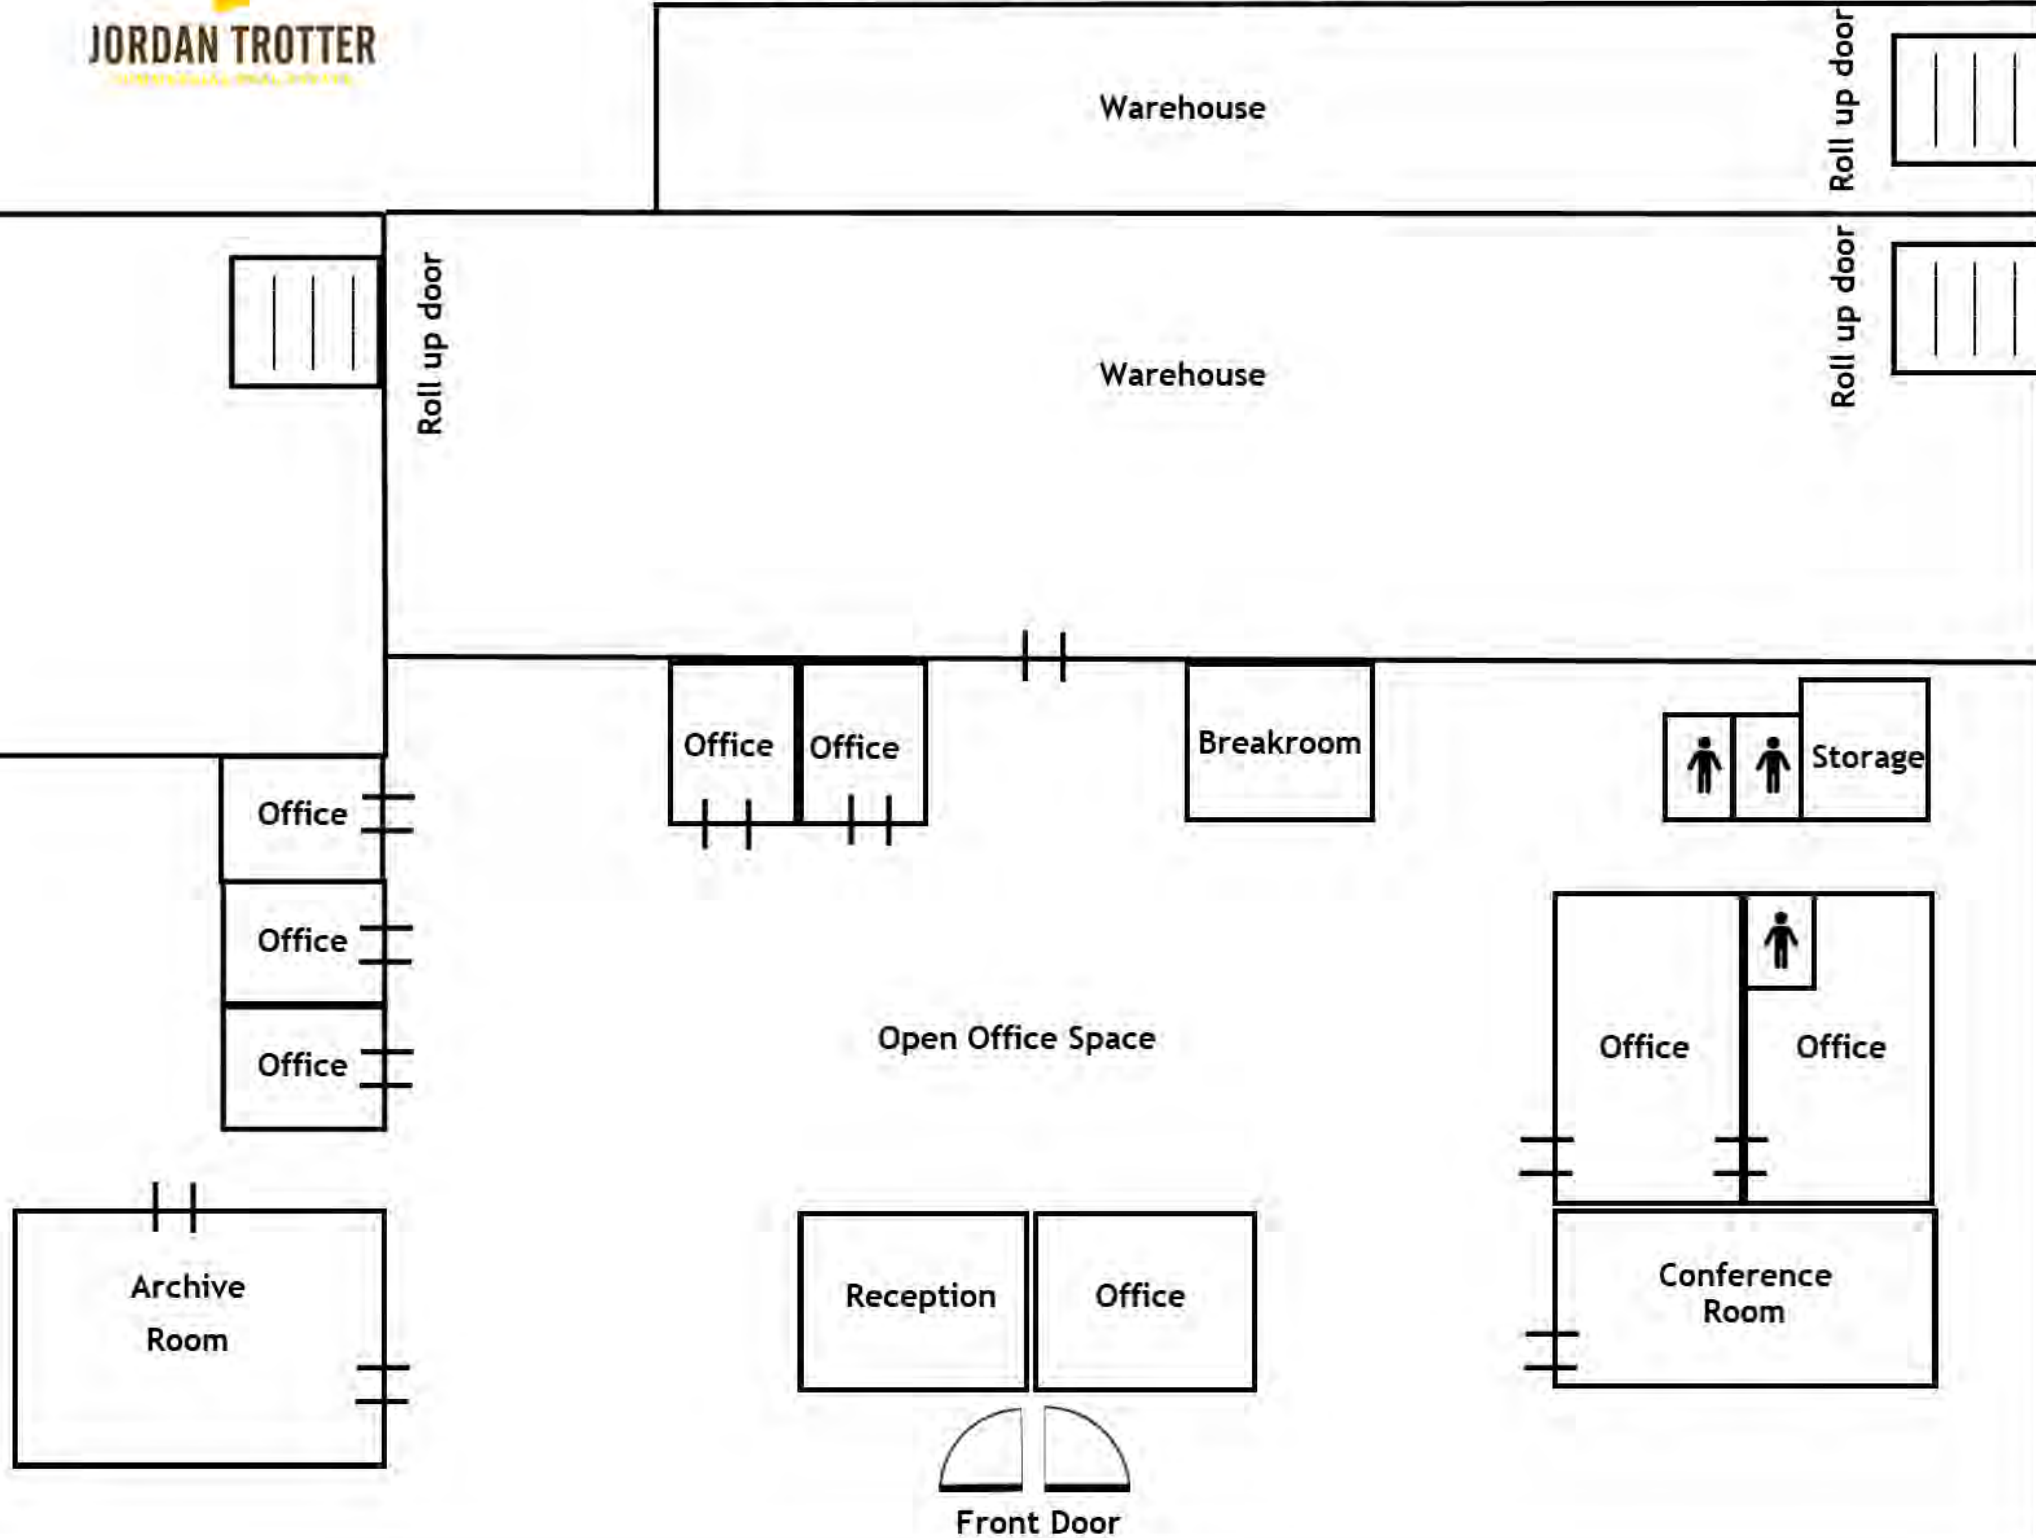 JORDAN TROTTER
Warehouse
Roll up door
Roll up door
Warehouse
Roll up door
Office
Office
Breakroom
Storage
Office
Office
Office
Open Office Space
Office
Office
Archive
Room
Reception
Office
Conference
Room
Front Door